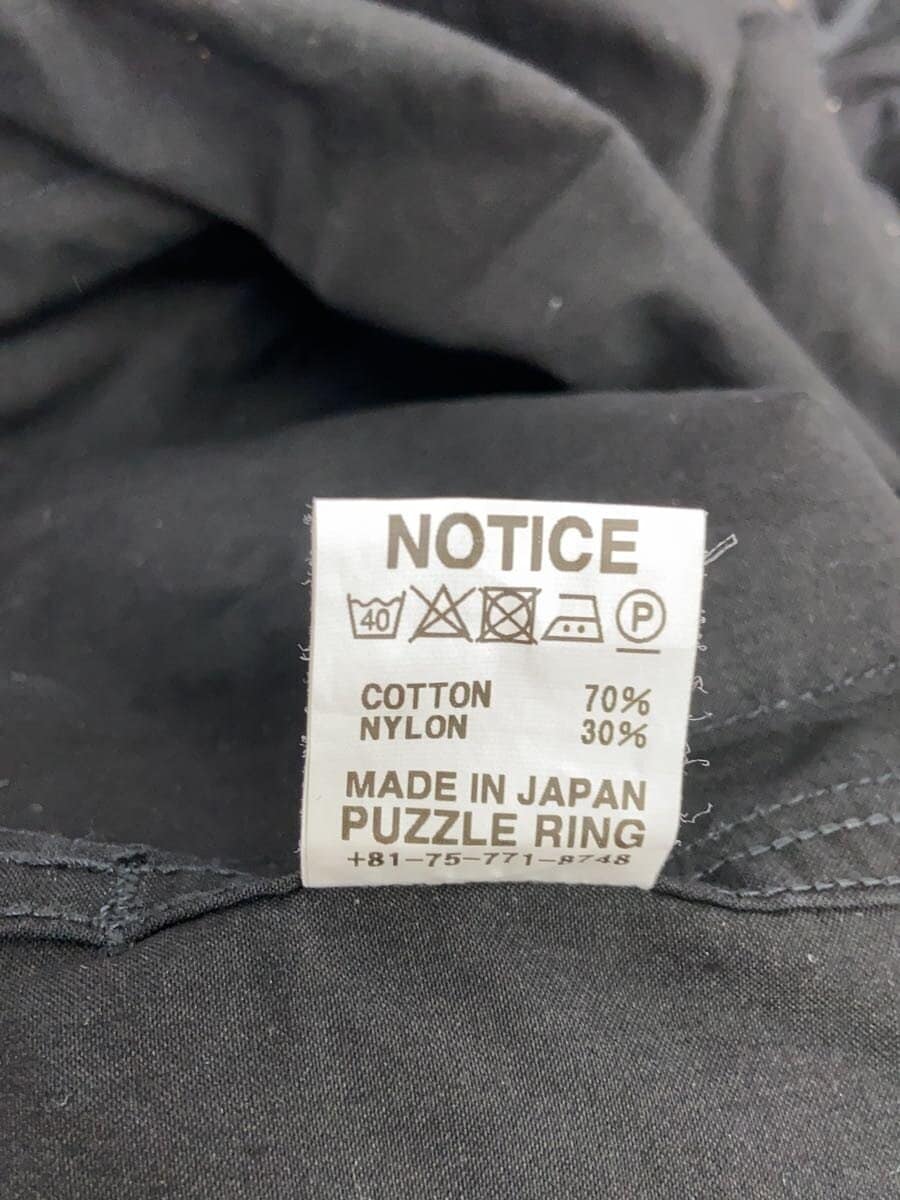 NOTICE
40 P
COTTON 70%
NYLON 30%
MADE IN JAPAN
PUZZLE RING
+81-75-771-8748